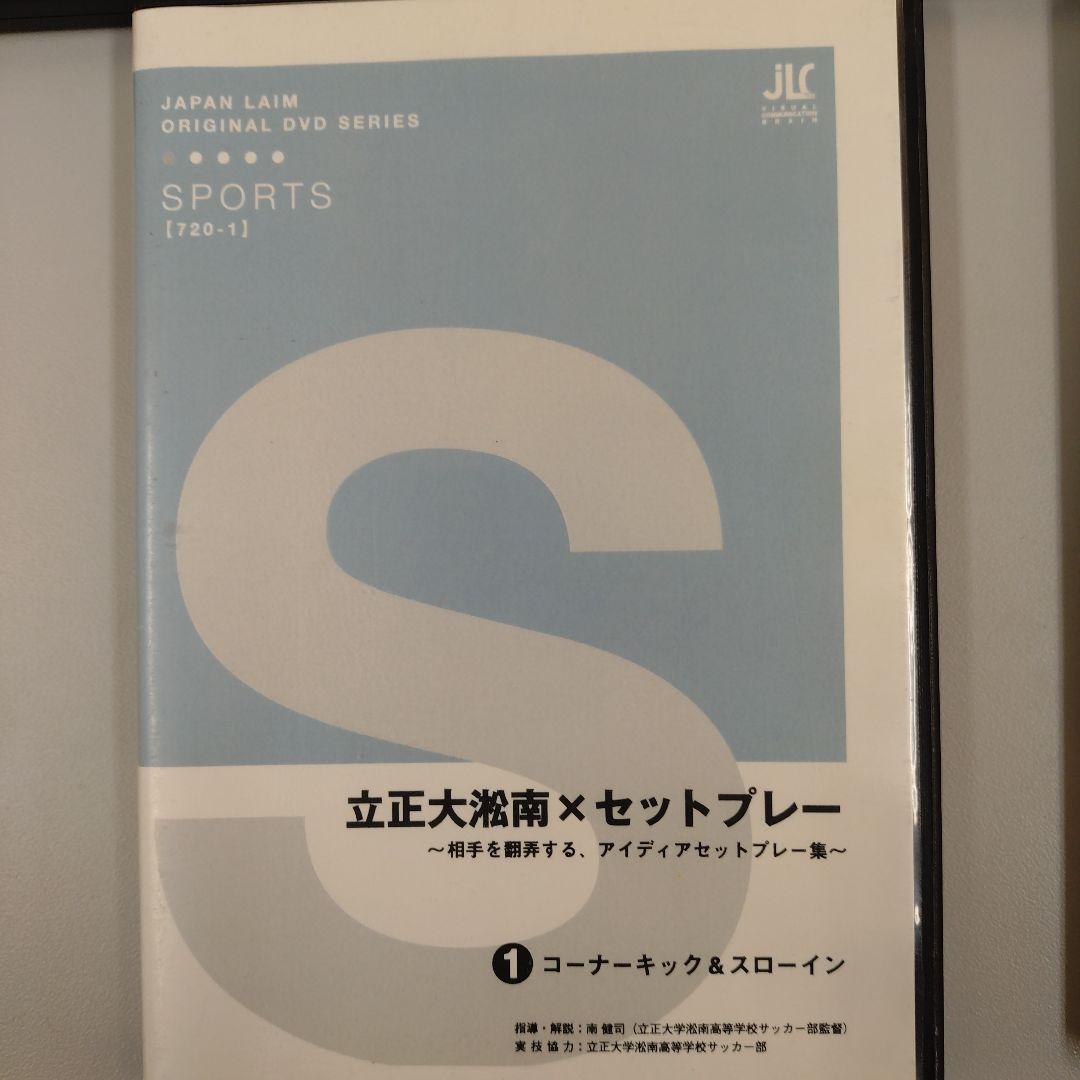 JAPAN LAIM
ORIGINAL DVD SERIES
SPORTS
【720-1】
JLC
VISUAL
COMMUNICATION
BRAIN
S
立正大淞南×セットプレー
～相手を翻弄する、アイディアセットプレー集～
❶ コーナーキック＆スローイン
指導・解説：南 健司（立正大学淞南高等学校サッカー部監督）
実技協力：立正大学淞南高等学校サッカー部